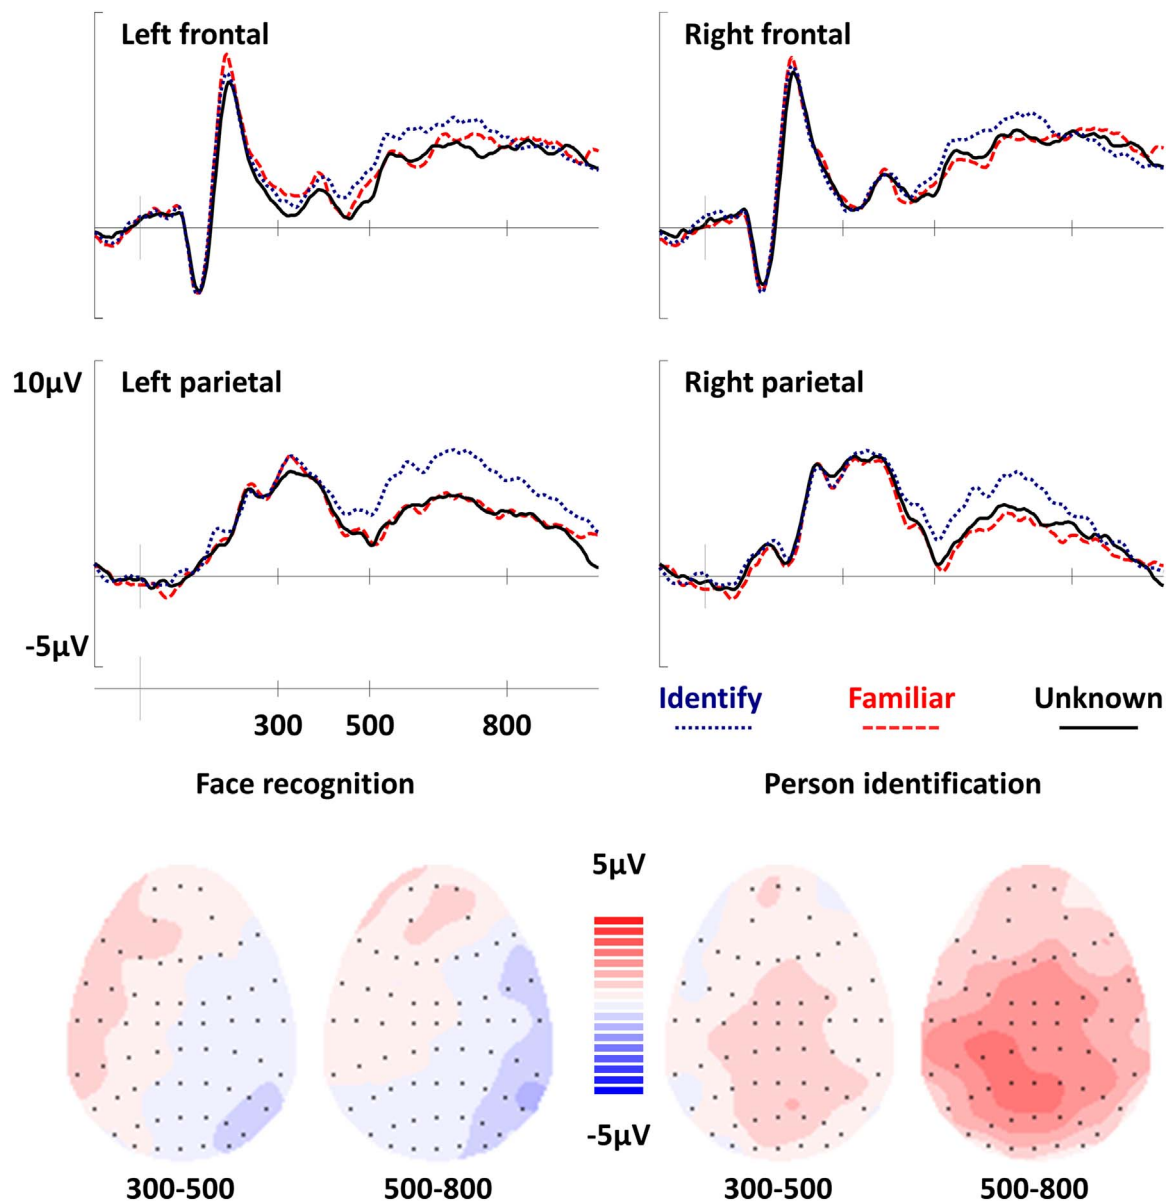 Left frontal
Right frontal
10µV
Left parietal
Right parietal
-5µV
300 500 800
Identify Familiar Unknown
Face recognition
Person identification
5µV
-5µV
300-500
500-800
300-500
500-800